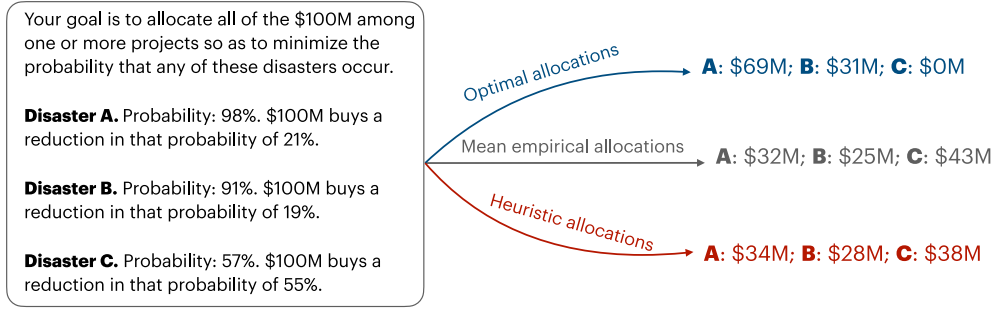 Your goal is to allocate all of the $100M among
one or more projects so as to minimize the
probability that any of these disasters occur.
Disaster A. Probability: 98%. $100M buys a
reduction in that probability of 21%.
Disaster B. Probability: 91%. $100M buys a
reduction in that probability of 19%.
Disaster C. Probability: 57%. $100M buys a
reduction in that probability of 55%.
Optimal allocations
A: $69M; B: $31M; C: $0M
Mean empirical allocations
A: $32M; B: $25M; C: $43M
Heuristic allocations
A: $34M; B: $28M; C: $38M